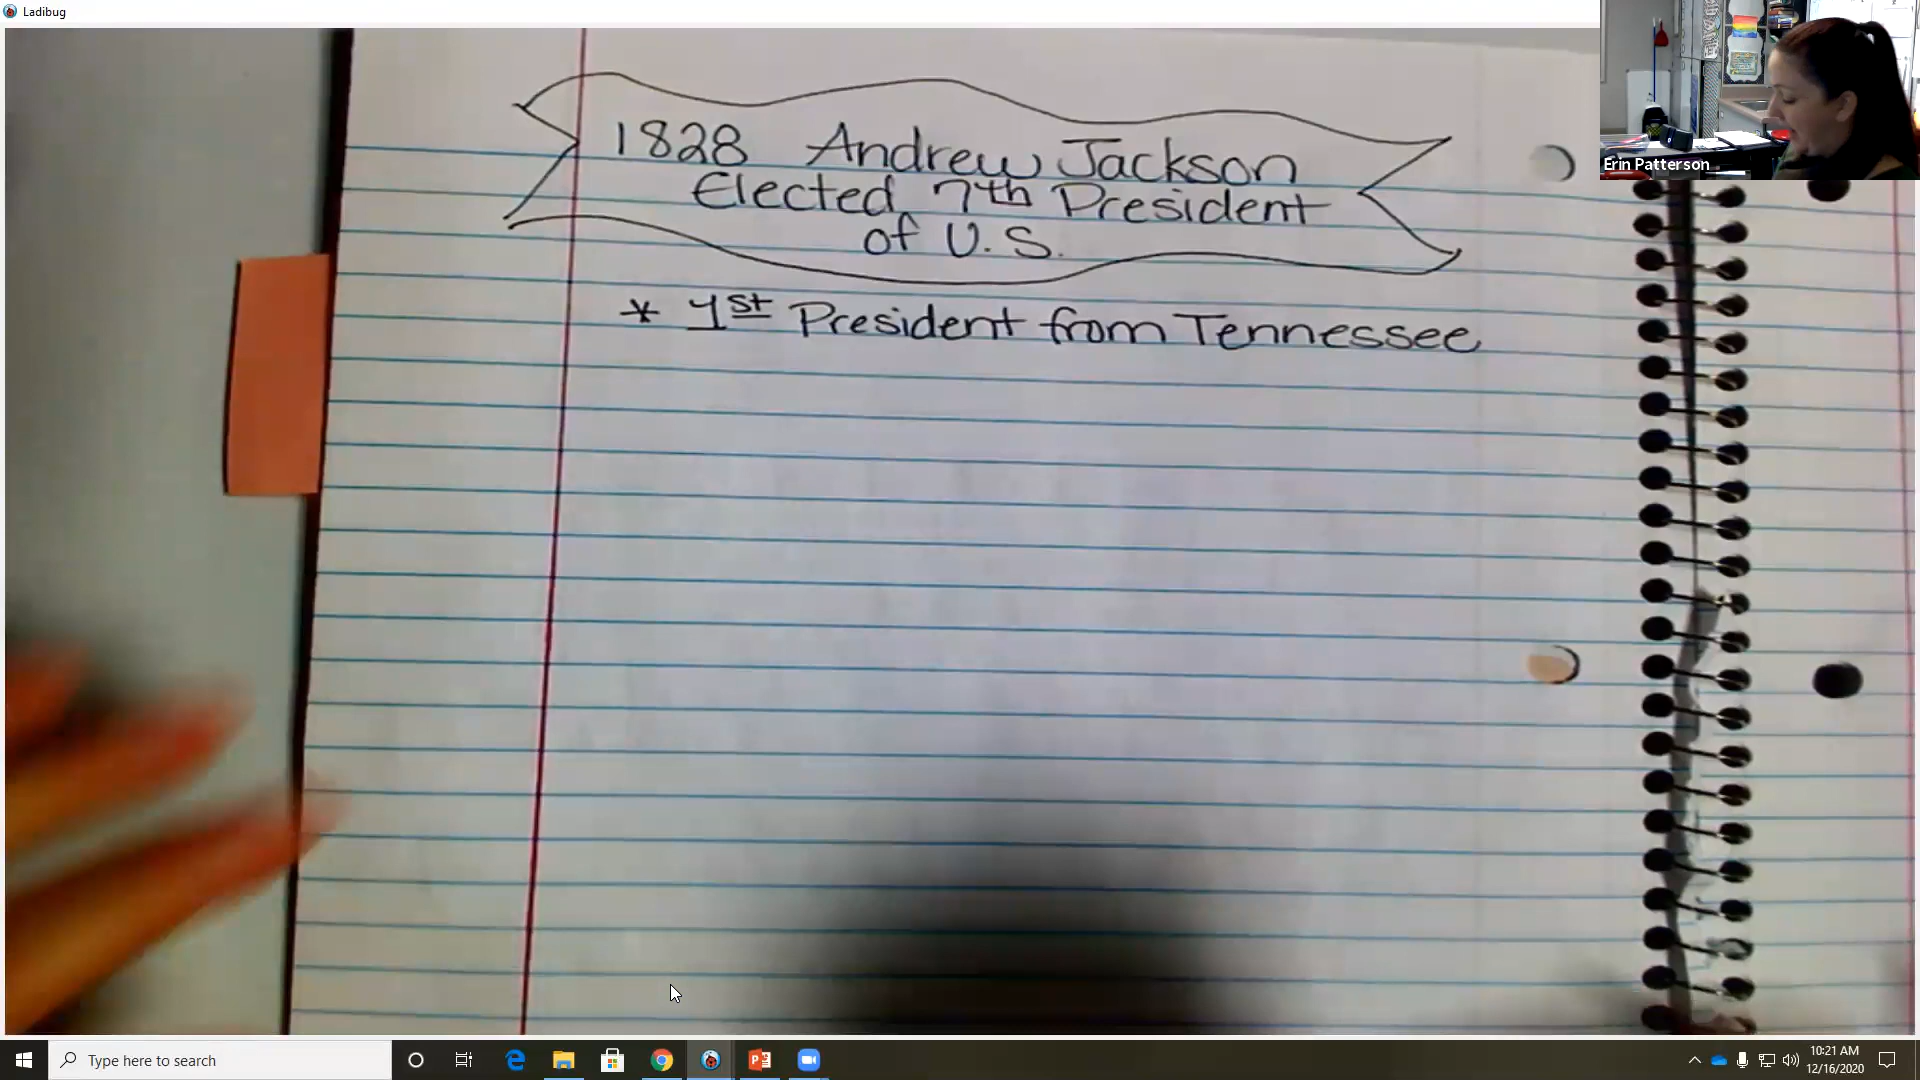 Ladibug
1828 Andrew Jackson
Elected 7th President
of U.S.
* 1st President from Tennessee
Erin Patterson
Type here to search
10:21 AM
12/16/2020